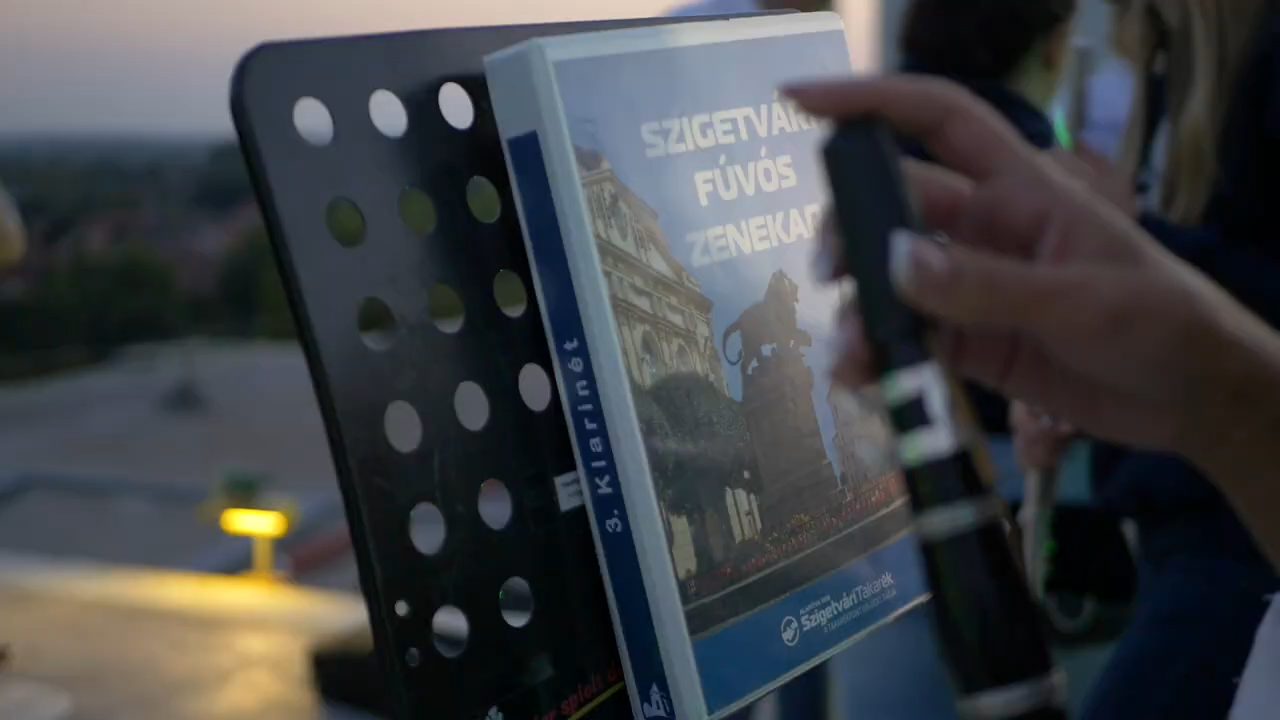 SZIGETVÁRI
FÚVÓS
ZENEKAR
3. Klarinét
Szigetvári Takarék